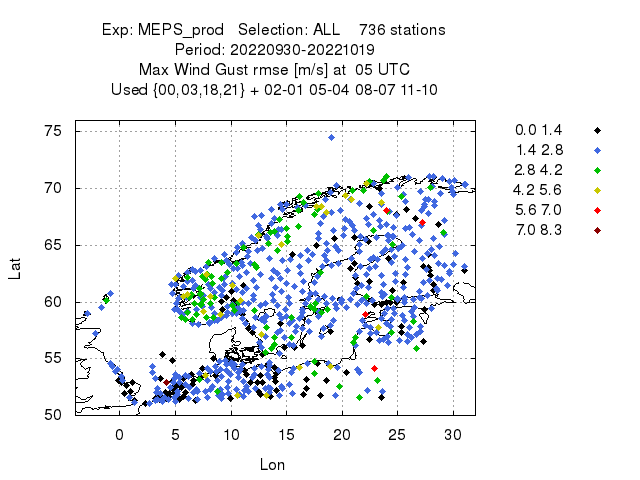 Exp: MEPS_prod   Selection: ALL    736 stations
Period: 20220930-20221019
Max Wind Gust rmse [m/s] at  05 UTC
Used {00,03,18,21} + 02-01 05-04 08-07 11-10
75
70
65
60
55
50
Lat
0 5 10 15 20 25 30
Lon
0.0 1.4
1.4 2.8
2.8 4.2
4.2 5.6
5.6 7.0
7.0 8.3